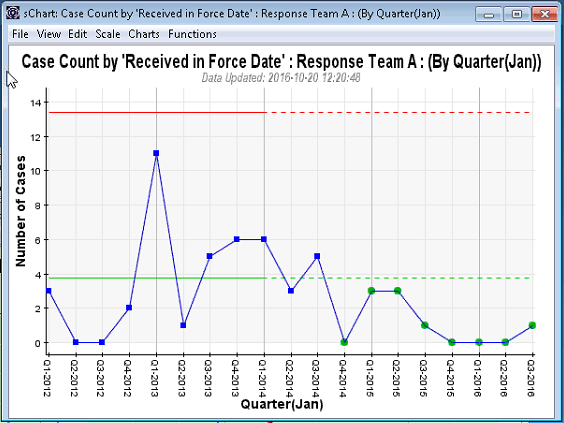 sChart: Case Count by 'Received in Force Date' : Response Team A : (By Quarter(Jan))
File View Edit Scale Charts Functions
Case Count by 'Received in Force Date' : Response Team A : (By Quarter(Jan))
Data Updated: 2016-10-20 12:20:48
Number of Cases
14
12
10
8
6
4
2
0
Q1-2012
Q2-2012
Q3-2012
Q4-2012
Q1-2013
Q2-2013
Q3-2013
Q4-2013
Q1-2014
Q2-2014
Q3-2014
Q4-2014
Q1-2015
Q2-2015
Q3-2015
Q4-2015
Q1-2016
Q2-2016
Q3-2016
Quarter(Jan)